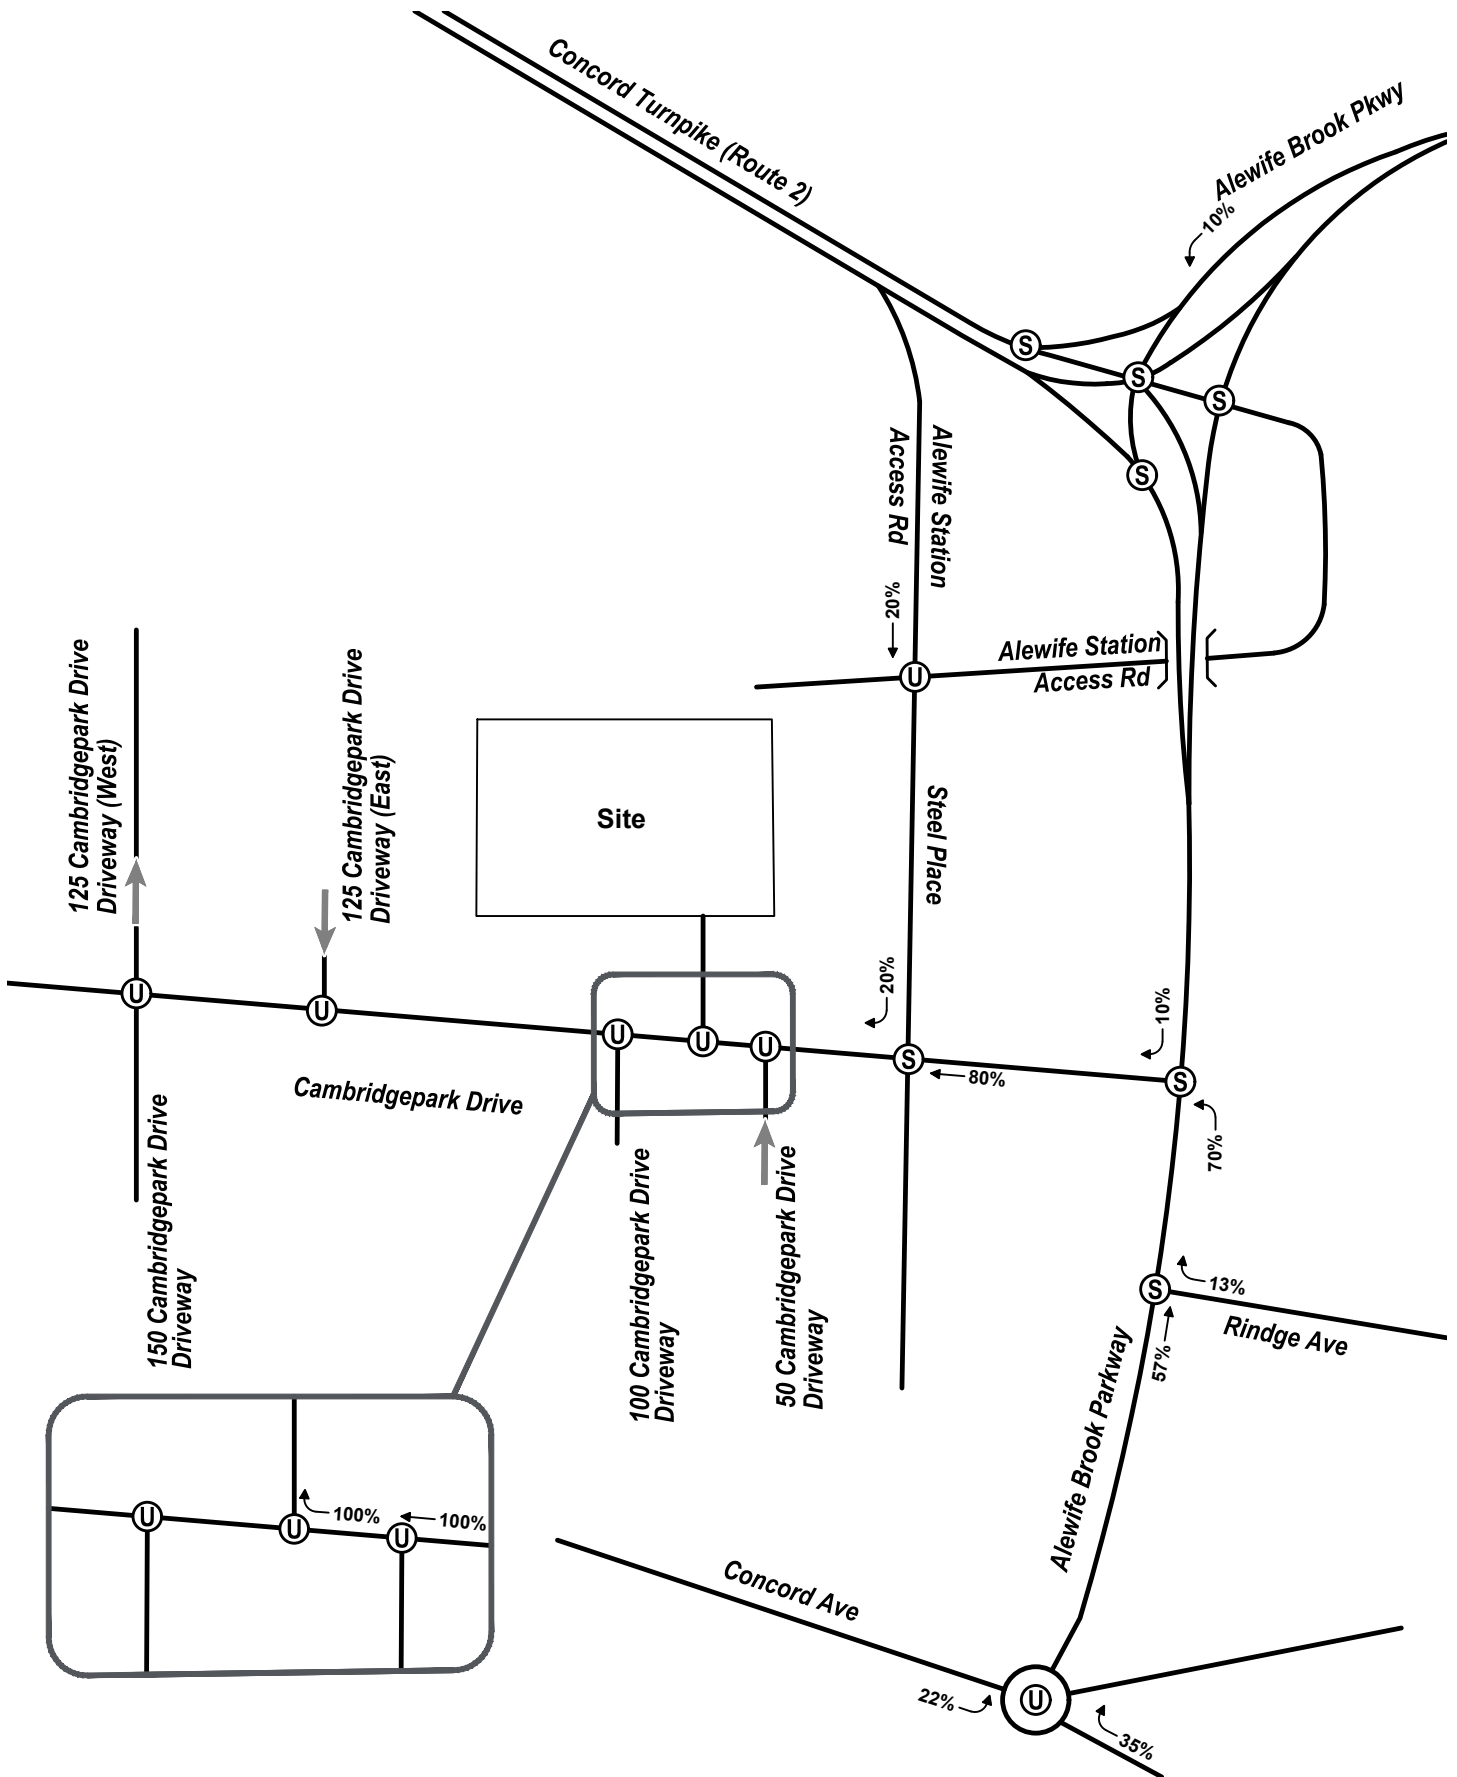 Concord Turnpike (Route 2)
Alewife Brook Pkwy
10%
S
S
S
S
Alewife Station
Access Rd
20%
Alewife Station
Access Rd
U
125 Cambridgepark Drive
Driveway (West)
125 Cambridgepark Drive
Driveway (East)
Site
Steel Place
20%
10%
U
U
U
U
U
S
80%
S
Cambridgepark Drive
70%
150 Cambridgepark Drive
Driveway
100 Cambridgepark Drive
Driveway
50 Cambridgepark Drive
Driveway
S
13%
Rindge Ave
57%
Alewife Brook Parkway
U
U
100%
U
100%
Concord Ave
22%
U
35%